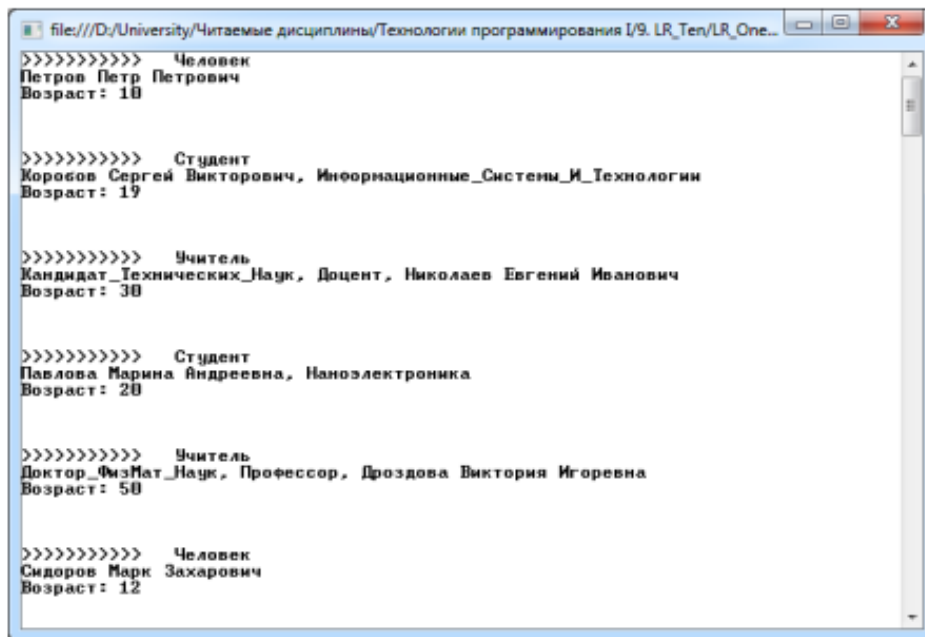 file:///D:/University/Читаемые дисциплины/Технологии программирования I/9. LR_Ten/LR_One...
>>>>>>>>>>> Человек
Петров Петр Петрович
Возраст: 10
>>>>>>>>>>> Студент
Коробов Сергей Викторович, Информационные_Системы_И_Технологии
Возраст: 19
>>>>>>>>>>> Учитель
Кандидат_Технических_Наук, Доцент, Николаев Евгений Иванович
Возраст: 30
>>>>>>>>>>> Студент
Павлова Марина Андреевна, Наноэлектроника
Возраст: 20
>>>>>>>>>>> Учитель
Доктор_ФизМат_Наук, Профессор, Дроздова Виктория Игоревна
Возраст: 50
>>>>>>>>>>> Человек
Сидоров Марк Захарович
Возраст: 12